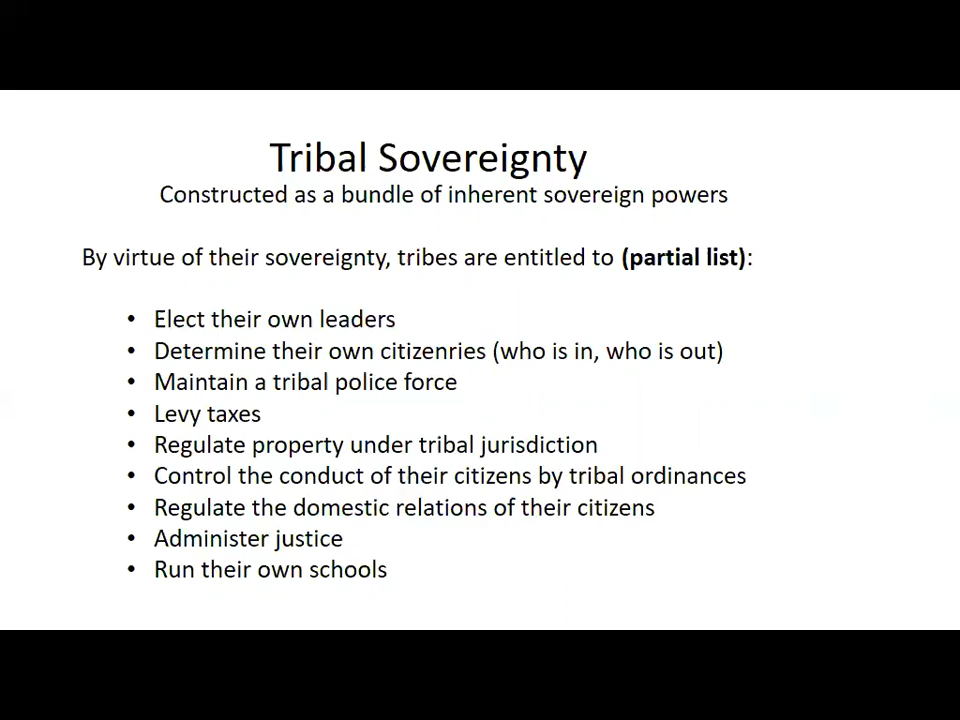 Tribal Sovereignty
Constructed as a bundle of inherent sovereign powers
By virtue of their sovereignty, tribes are entitled to (partial list):
• Elect their own leaders
• Determine their own citizenries (who is in, who is out)
• Maintain a tribal police force
• Levy taxes
• Regulate property under tribal jurisdiction
• Control the conduct of their citizens by tribal ordinances
• Regulate the domestic relations of their citizens
• Administer justice
• Run their own schools